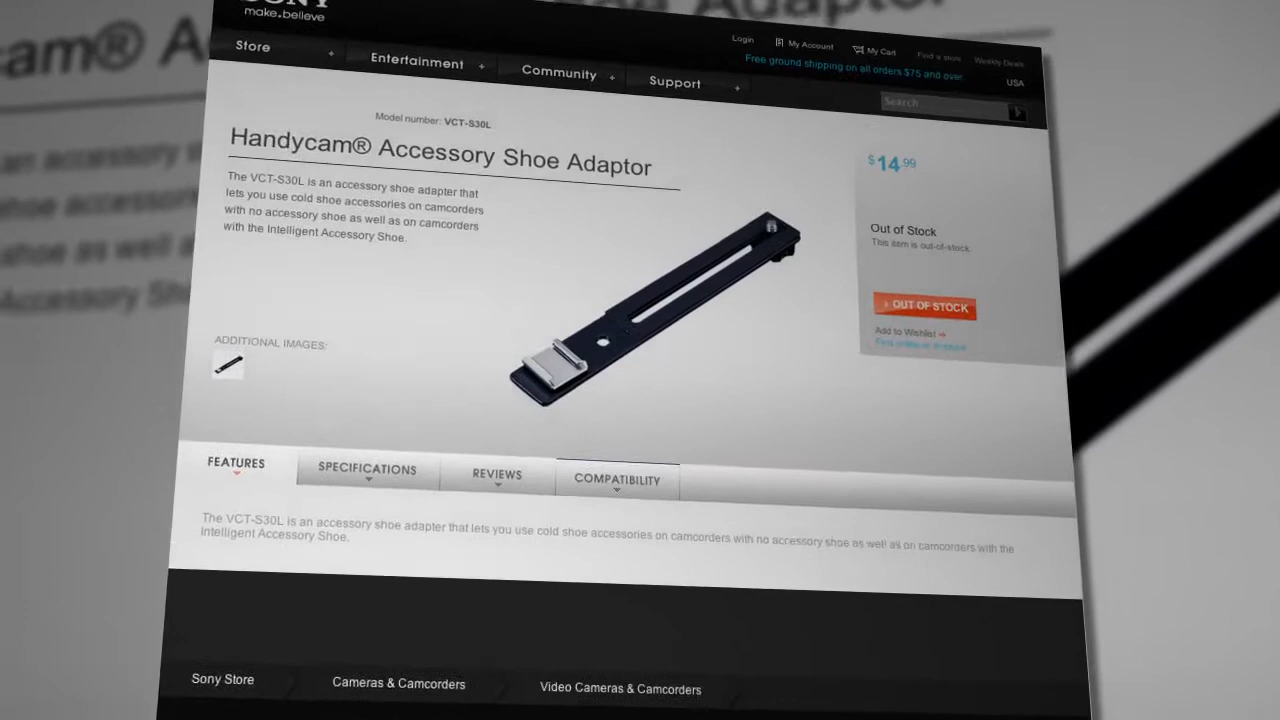 SONY
make.believe
Login
My Account
My Cart
Find a store
Weekly Deals
Free ground shipping on all orders $75 and over
USA
Store
Entertainment
Community
Support
Search
Model number: VCT-S30L
Handycam® Accessory Shoe Adaptor
The VCT-S30L is an accessory shoe adapter that
lets you use cold shoe accessories on camcorders
with no accessory shoe as well as on camcorders
with the Intelligent Accessory Shoe.
$14.99
Out of Stock
This item is out-of-stock.
OUT OF STOCK
Add to Wishlist
ADDITIONAL IMAGES:
FEATURES
SPECIFICATIONS
REVIEWS
COMPATIBILITY
The VCT-S30L is an accessory shoe adapter that lets you use cold shoe accessories on camcorders with no accessory shoe as well as on camcorders with the
Intelligent Accessory Shoe.
Sony Store
Cameras & Camcorders
Video Cameras & Camcorders